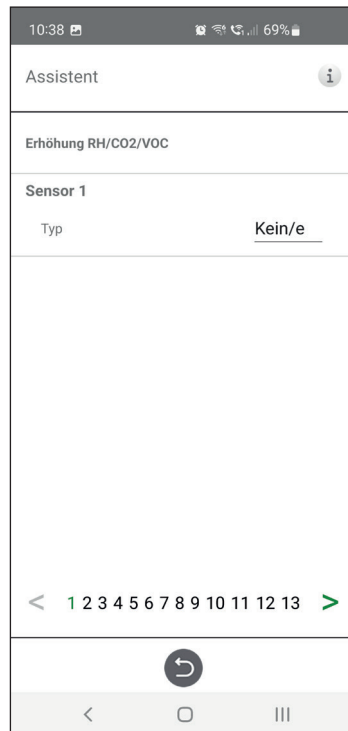 10:38 69%
Assistent i
Erhöhung RH/CO2/VOC
Sensor 1
Typ Kein/e
< 1 2 3 4 5 6 7 8 9 10 11 12 13 >